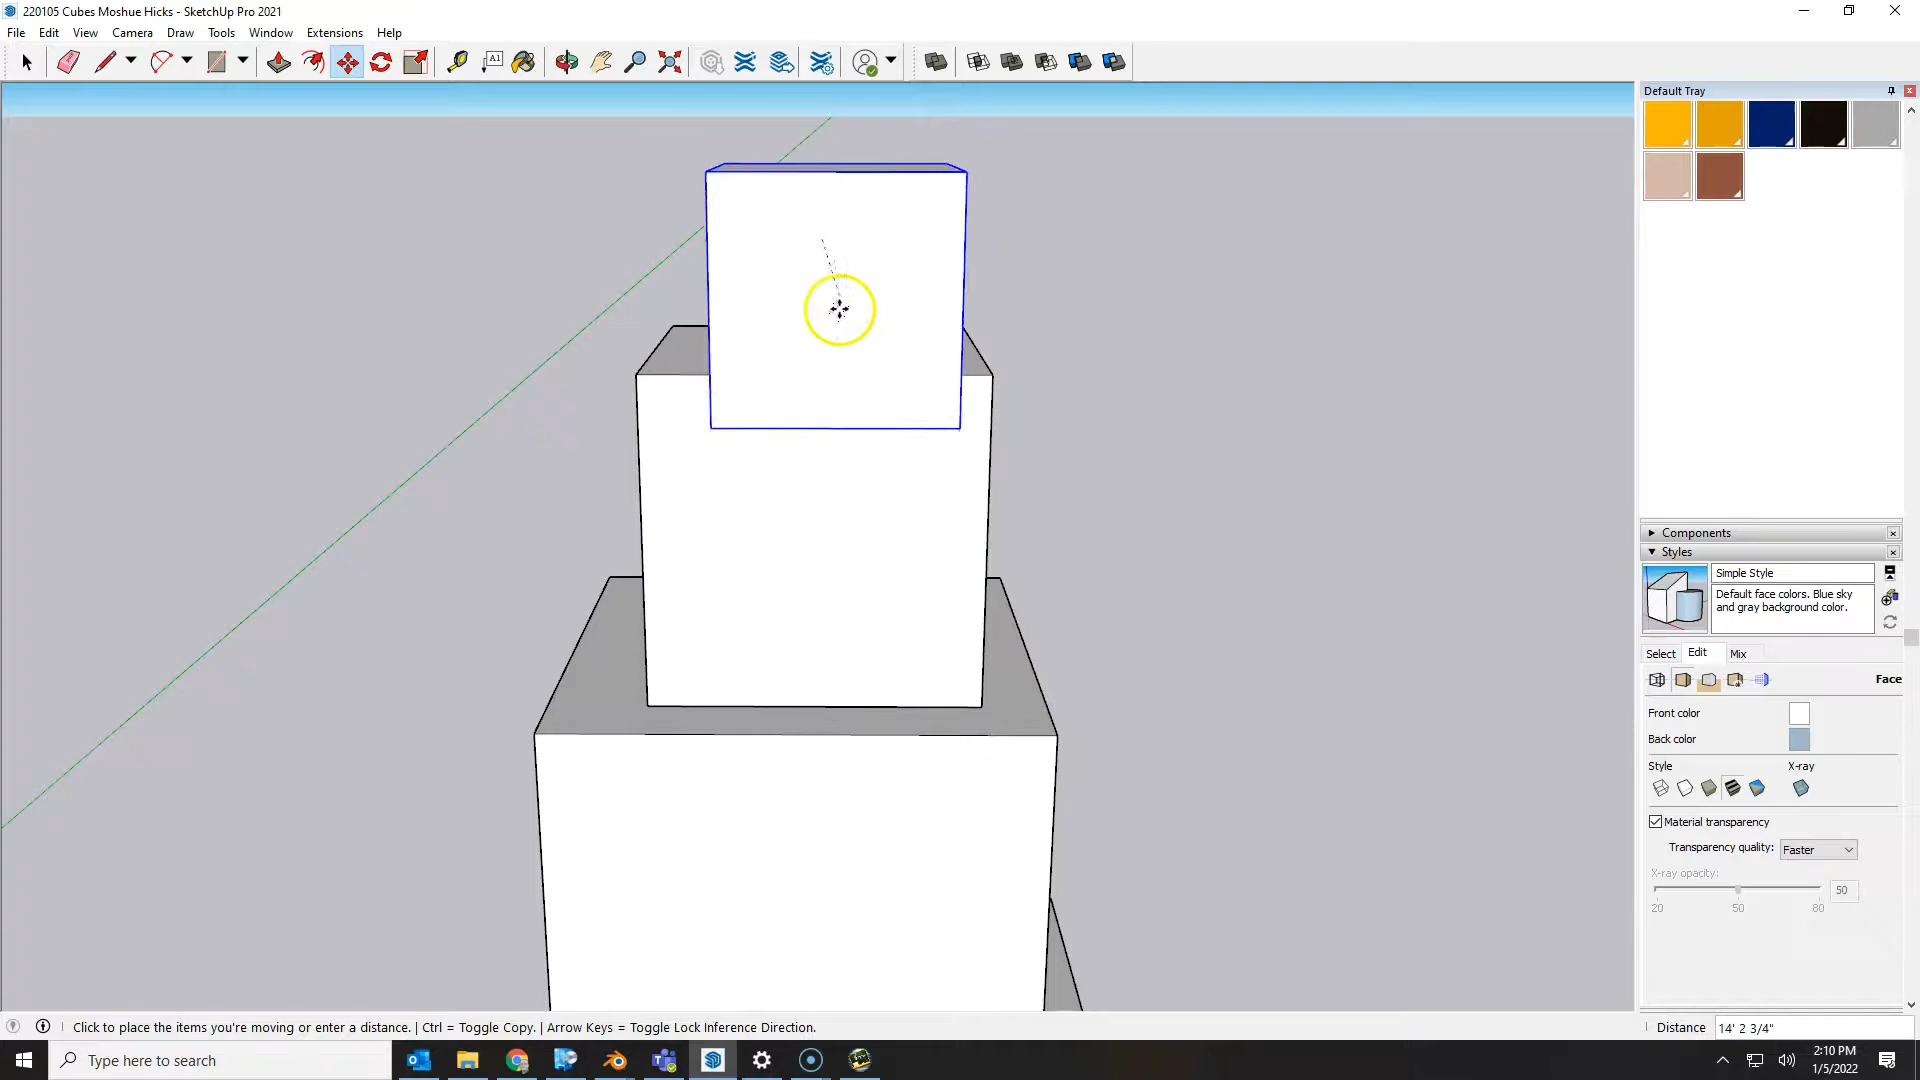 220105 Cubes Moshue Hicks - SketchUp Pro 2021
File Edit View Camera Draw Tools Window Extensions Help
A1
Default Tray
Components
Styles
Simple Style
Default face colors. Blue sky
and gray background color.
Select Edit Mix
Face
Front color
Back color
Style X-ray
Material transparency
Transparency quality: Faster
X-ray opacity:
50
20 50 80
Click to place the items you're moving or enter a distance. | Ctrl = Toggle Copy. | Arrow Keys = Toggle Lock Inference Direction.
Distance 14' 2 3/4"
Type here to search
2:10 PM
1/5/2022